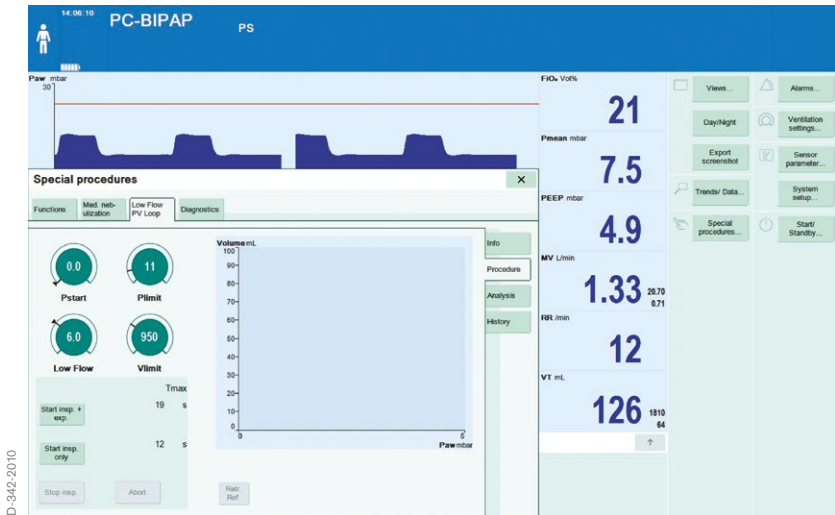 14:06:10
PC-BIPAP
PS
Paw mbar
30
Special procedures
×
Functions
Med. neb-
ulization
Low Flow
PV Loop
Diagnostics
0.0
Pstart
11
Plimit
6.0
Low Flow
950
Vlimit
Tmax
Start insp. +
exp.
19 s
Start insp.
only
12 s
Stop insp.
Abort
Volume mL
100
90
80
70
60
50
40
30
20
10
0
0
5
Paw mbar
Retr.
Ref.
Info
Procedure
Analysis
History
FiO₂ Vol%
21
Pmean mbar
7.5
PEEP mbar
4.9
MV L/min
1.33
20.70
0.71
RR /min
12
VT mL
126
1810
64
Views...
Alarms...
Day/Night
Ventilation
settings...
Export
screenshot
Sensor
parameter...
Trends/ Data...
System
setup...
Special
procedures...
Start/
Standby...
D-342-2010